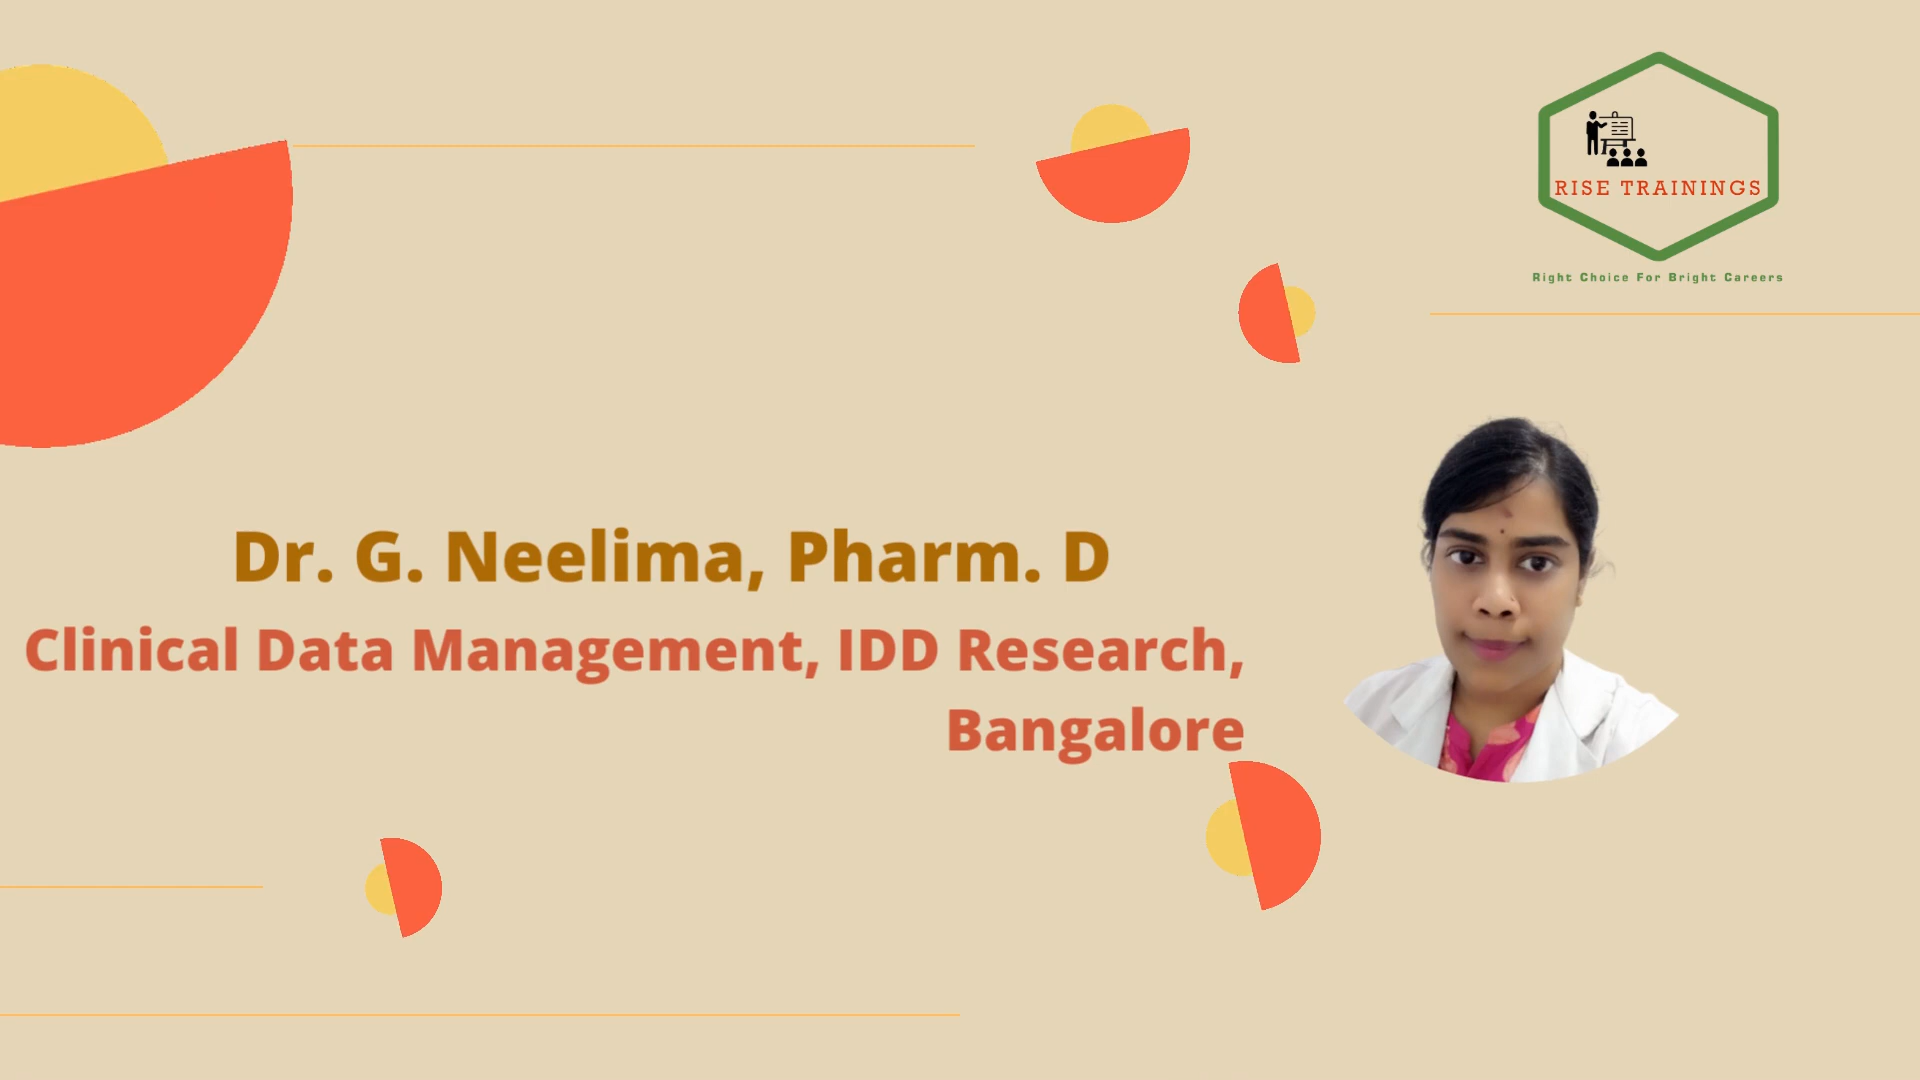 RISE TRAININGS
Right Choice For Bright Careers
Dr. G. Neelima, Pharm. D
Clinical Data Management, IDD Research,
Bangalore